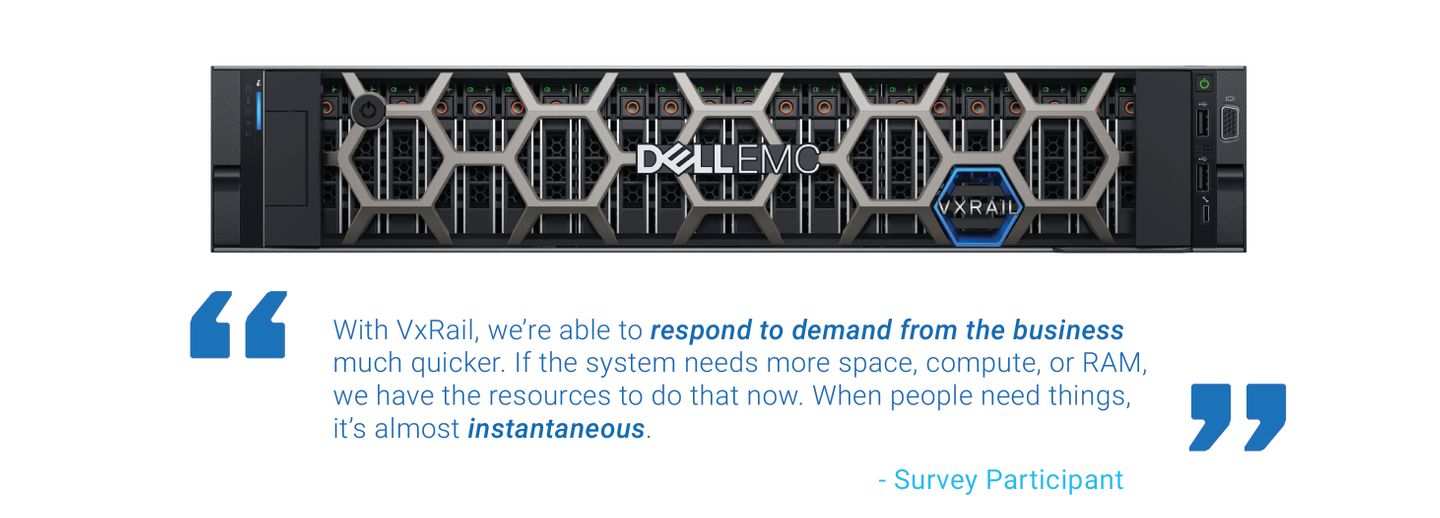 DELLEMC
VXRAIL
With VxRail, we’re able to respond to demand from the business
much quicker. If the system needs more space, compute, or RAM,
we have the resources to do that now. When people need things,
it’s almost instantaneous.
- Survey Participant